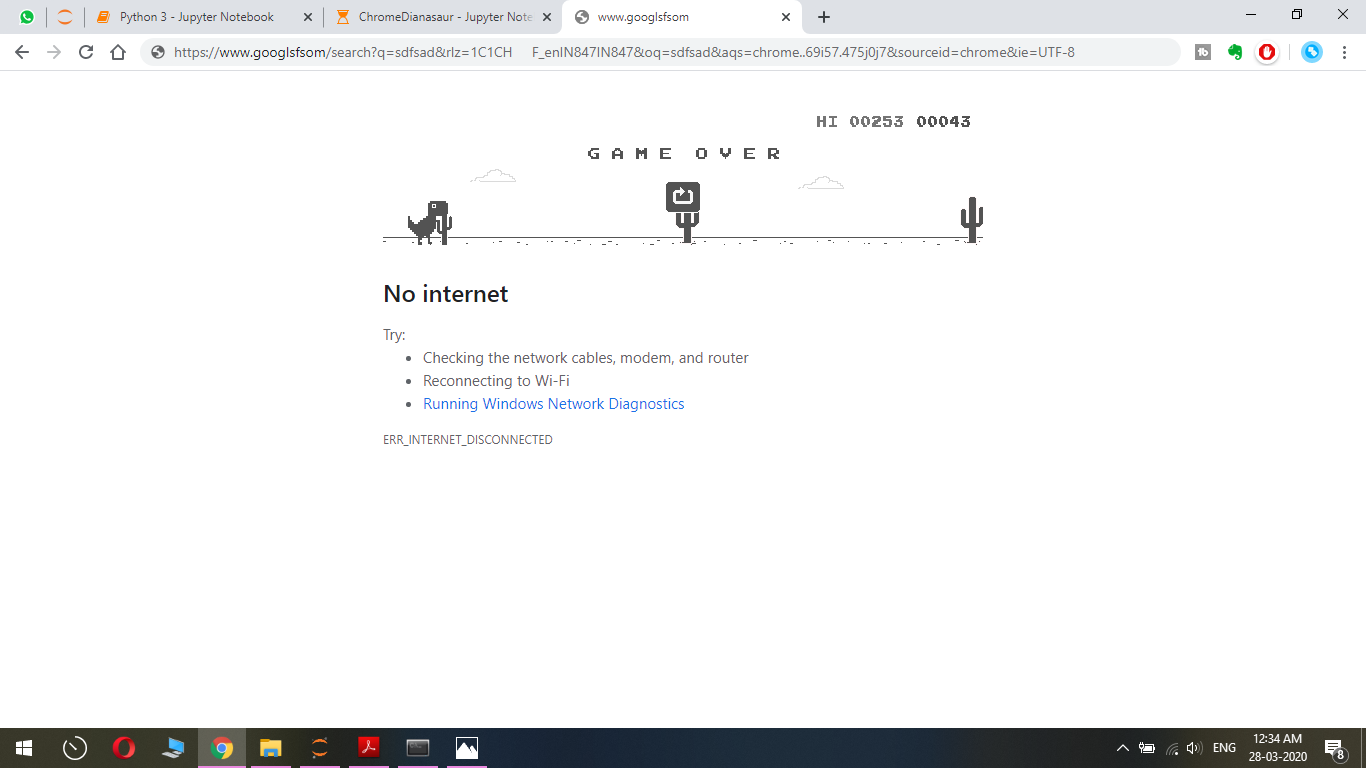 Python 3 - Jupyter Notebook
ChromeDianasaur - Jupyter Note
www.googlsfsom
https://www.googlsfsom/search?q=sdfsad&rlz=1C1CH F_enIN847IN847&oq=sdfsad&aqs=chrome..69i57.475j0j7&sourceid=chrome&ie=UTF-8
HI 00253 00043
GAME OVER
No internet
Try:
• Checking the network cables, modem, and router
• Reconnecting to Wi-Fi
• Running Windows Network Diagnostics
ERR_INTERNET_DISCONNECTED
ENG
12:34 AM
28-03-2020
8